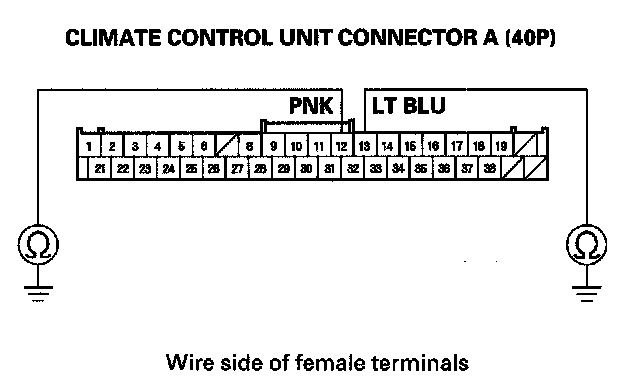 CLIMATE CONTROL UNIT CONNECTOR A (40P)
PNK LT BLU
1 2 3 4 5 6 8 9 10 11 12 13 14 15 16 17 18 19
21 22 23 24 25 26 27 28 29 30 31 32 33 34 35 36 37 38
Ω Ω
Wire side of female terminals